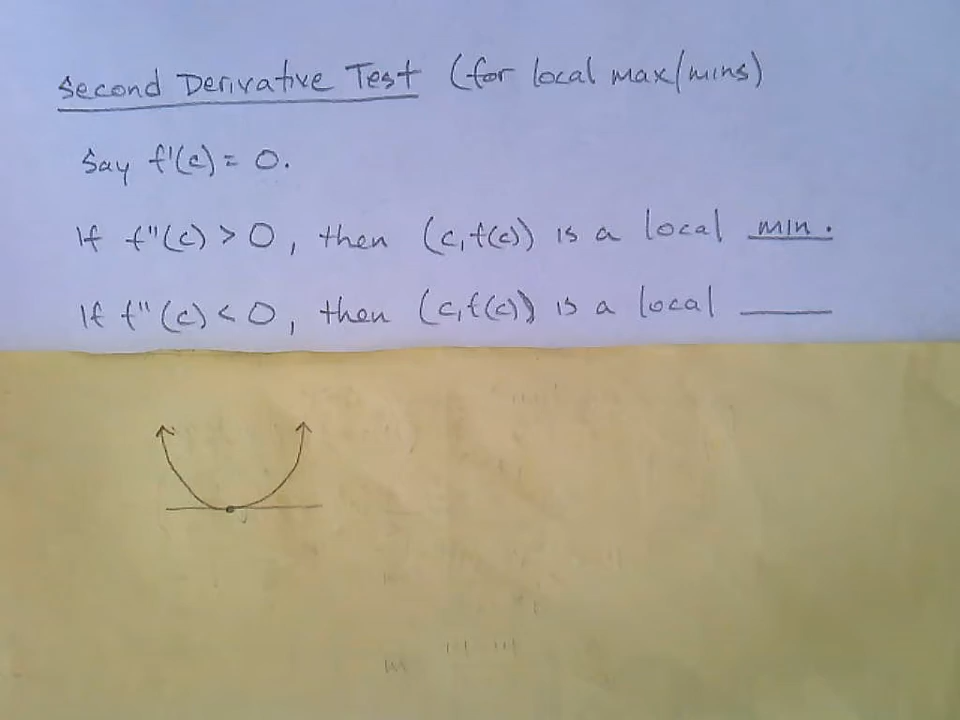 Second Derivative Test (for local max/mins)
Say f'(c) = 0.
If f"(c) > 0, then (c, f(c)) is a local min.
If f"(c) < 0, then (c, f(c)) is a local ____